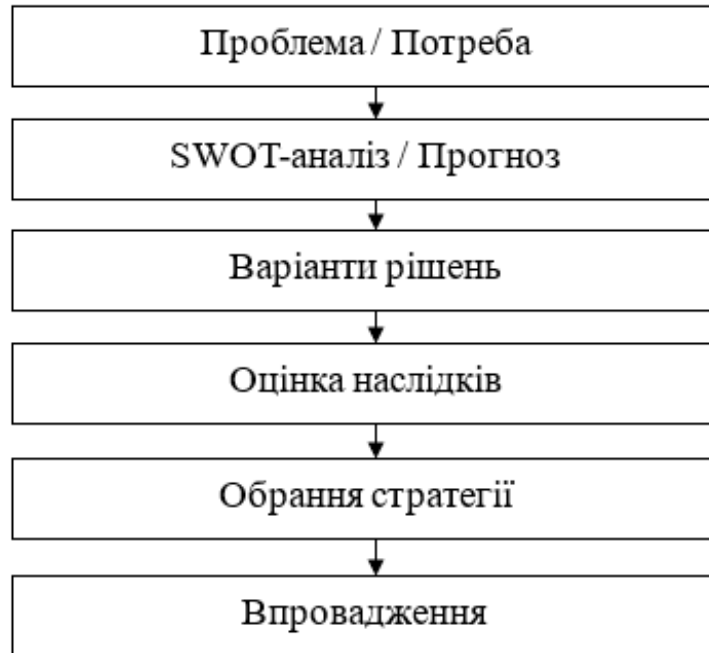 Проблема / Потреба
SWOT-аналіз / Прогноз
Варіанти рішень
Оцінка наслідків
Обрання стратегії
Впровадження